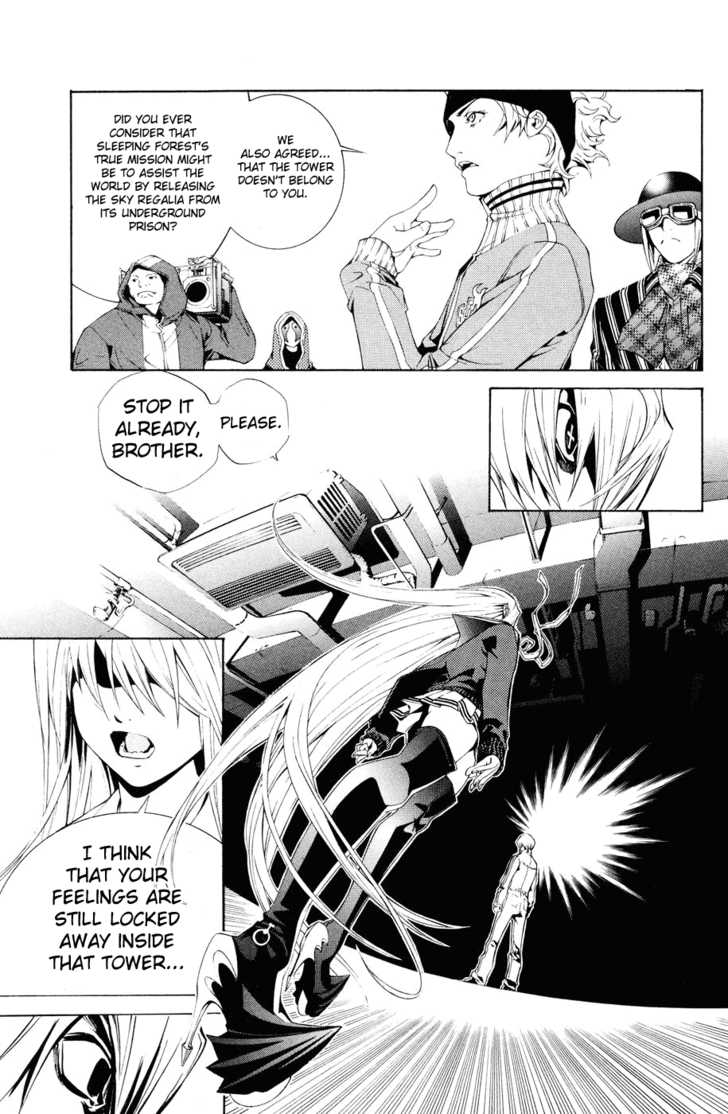 WE
ALSO AGREED...
THAT THE TOWER
DOESN'T BELONG
TO YOU.
DID YOU EVER
CONSIDER THAT
SLEEPING FOREST'S
TRUE MISSION MIGHT
BE TO ASSIST THE
WORLD BY RELEASING
THE SKY REGALIA FROM
ITS UNDERGROUND
PRISON?
PLEASE.
STOP IT
ALREADY,
BROTHER.
I THINK
THAT YOUR
FEELINGS ARE
STILL LOCKED
AWAY INSIDE
THAT TOWER...